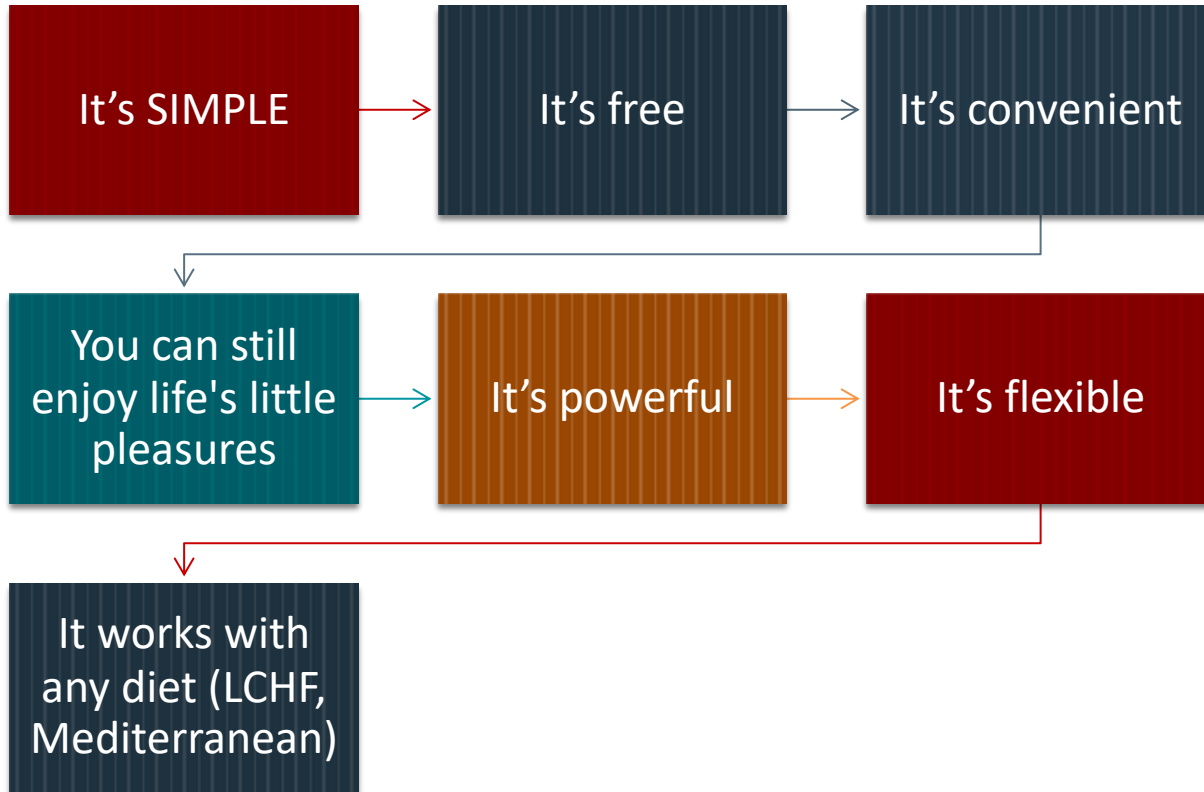 It’s SIMPLE
It’s free
It’s convenient
You can still
enjoy life's little
pleasures
It’s powerful
It’s flexible
It works with
any diet (LCHF,
Mediterranean)